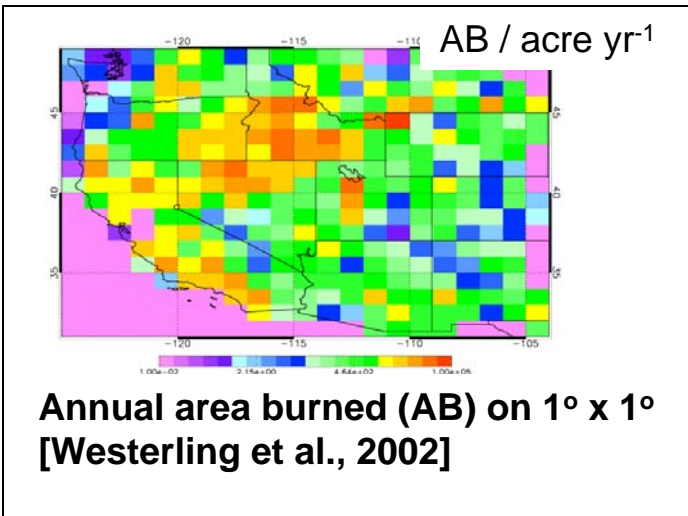 AB / acre yr-1
-120 -115 -110
45 45
40 40
35 35
-120 -115 -110 -105
1.00e-02 2.15e+00 4.64e+02 1.00e+05
Annual area burned (AB) on 1o x 1o
[Westerling et al., 2002]